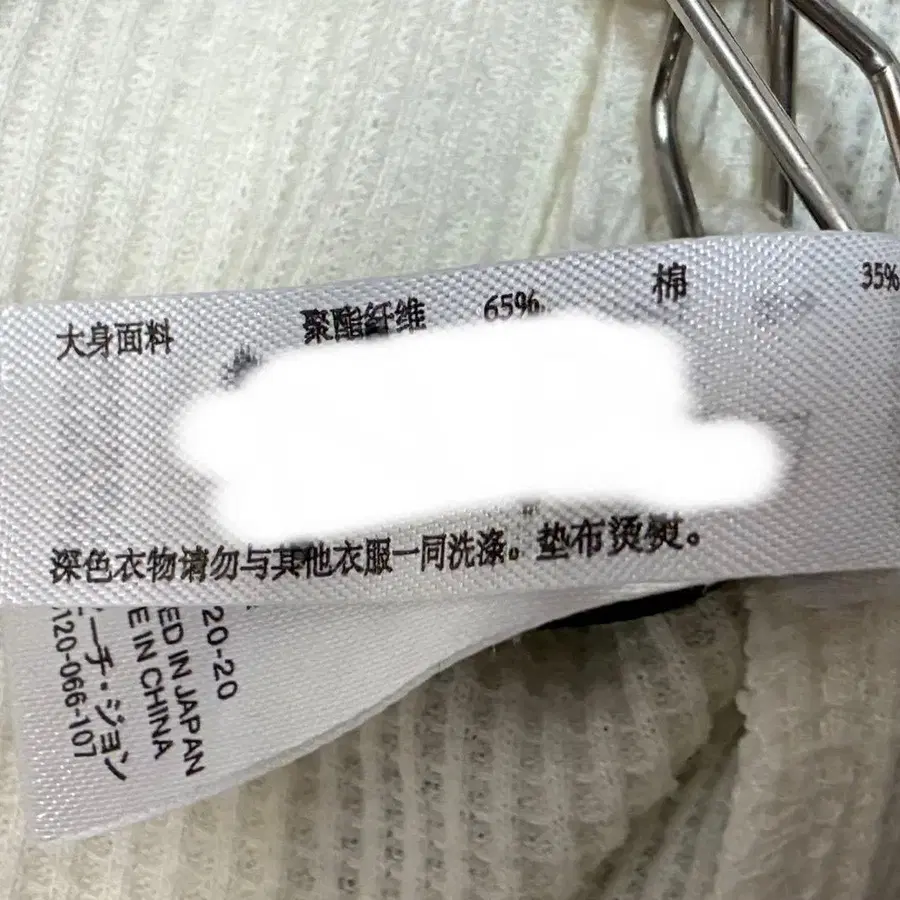 大身面料 聚酯纤维 65% 棉 35%
深色衣物请勿与其他衣服一同洗涤。垫布烫熨。
20-20
ED IN JAPAN
E IN CHINA
ーチ・ジョン
120-066-107